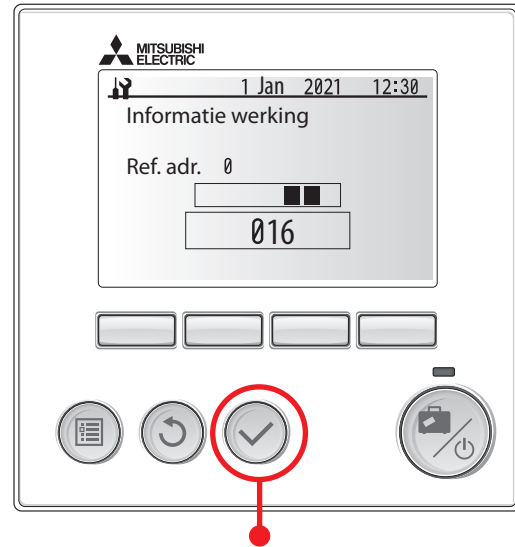 MITSUBISHI
ELECTRIC
1 Jan 2021 12:30
Informatie werking
Ref. adr. 0
016